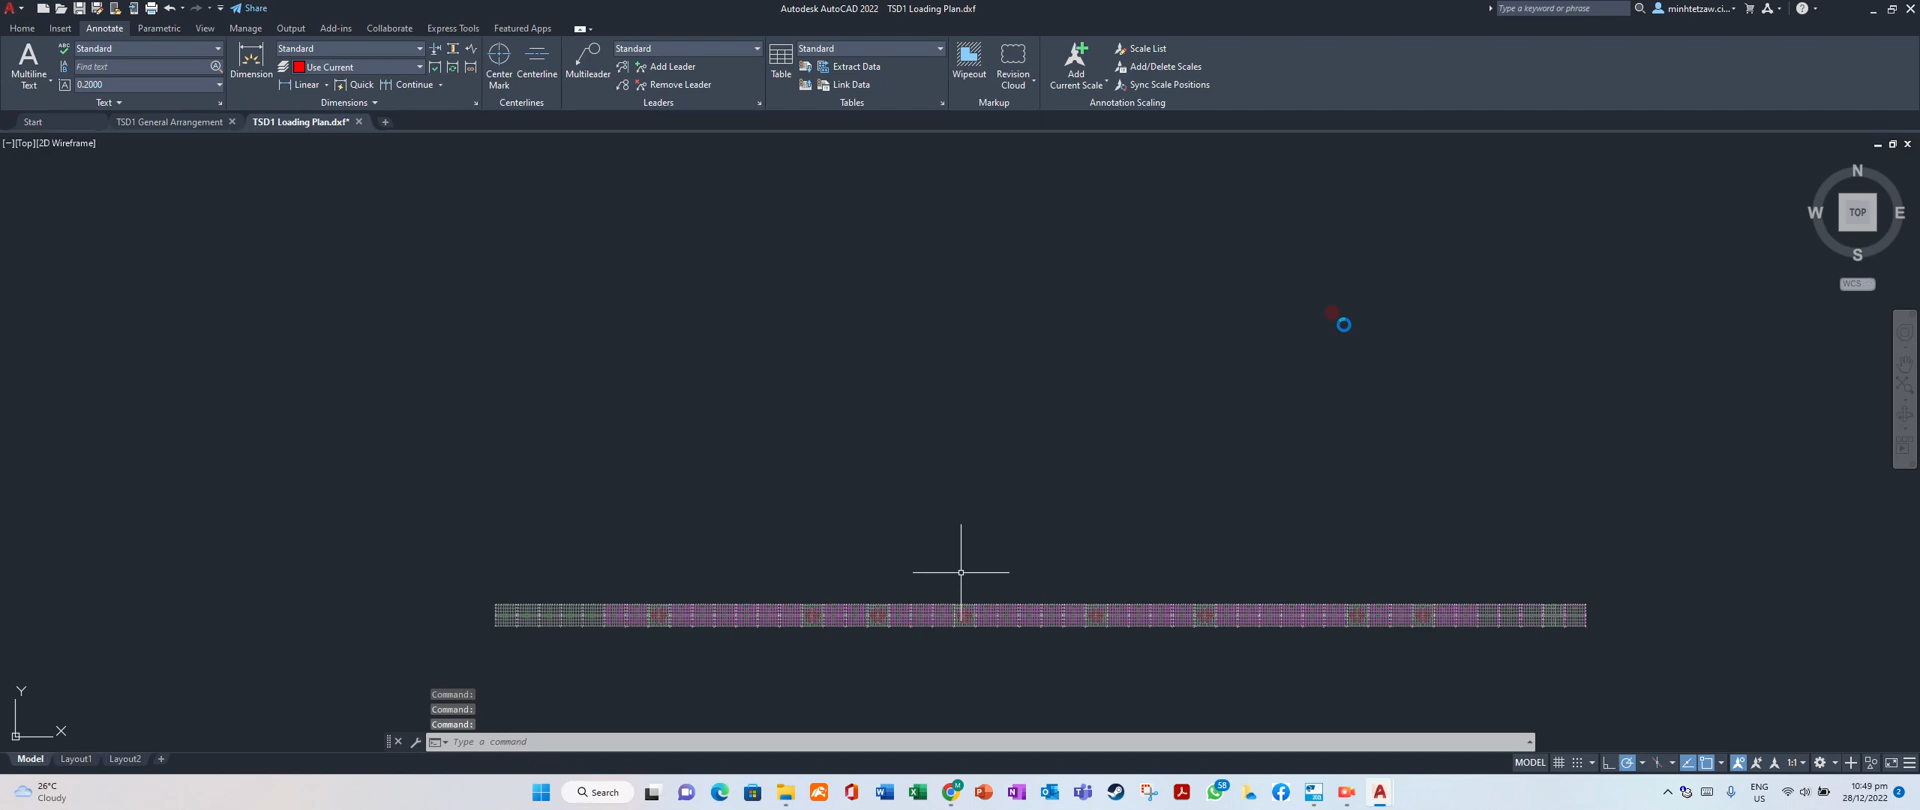 Autodesk AutoCAD 2022 TSD1 Loading Plan.dxf
Share
Type a keyword or phrase
minhtetzaw.ci...
Home Insert Annotate Parametric View Manage Output Add-ins Collaborate Express Tools Featured Apps
Multiline Text
Standard
Find text
0.2000
Text
Dimension
Standard
Use Current
Linear Quick Continue
Dimensions
Center Mark
Centerline
Centerlines
Multileader
Standard
Add Leader
Remove Leader
Leaders
Table
Standard
Extract Data
Link Data
Tables
Wipeout
Revision Cloud
Markup
Add Current Scale
Scale List
Add/Delete Scales
Sync Scale Positions
Annotation Scaling
Start TSD1 General Arrangement TSD1 Loading Plan.dxf*
[−][Top][2D Wireframe]
N
W TOP E
S
WCS
Y
X
Command:
Command:
Command:
Type a command
Model Layout1 Layout2
MODEL 1:1
26°C
Cloudy
Search
58
ENG
US
10:49 pm
28/12/2022
2